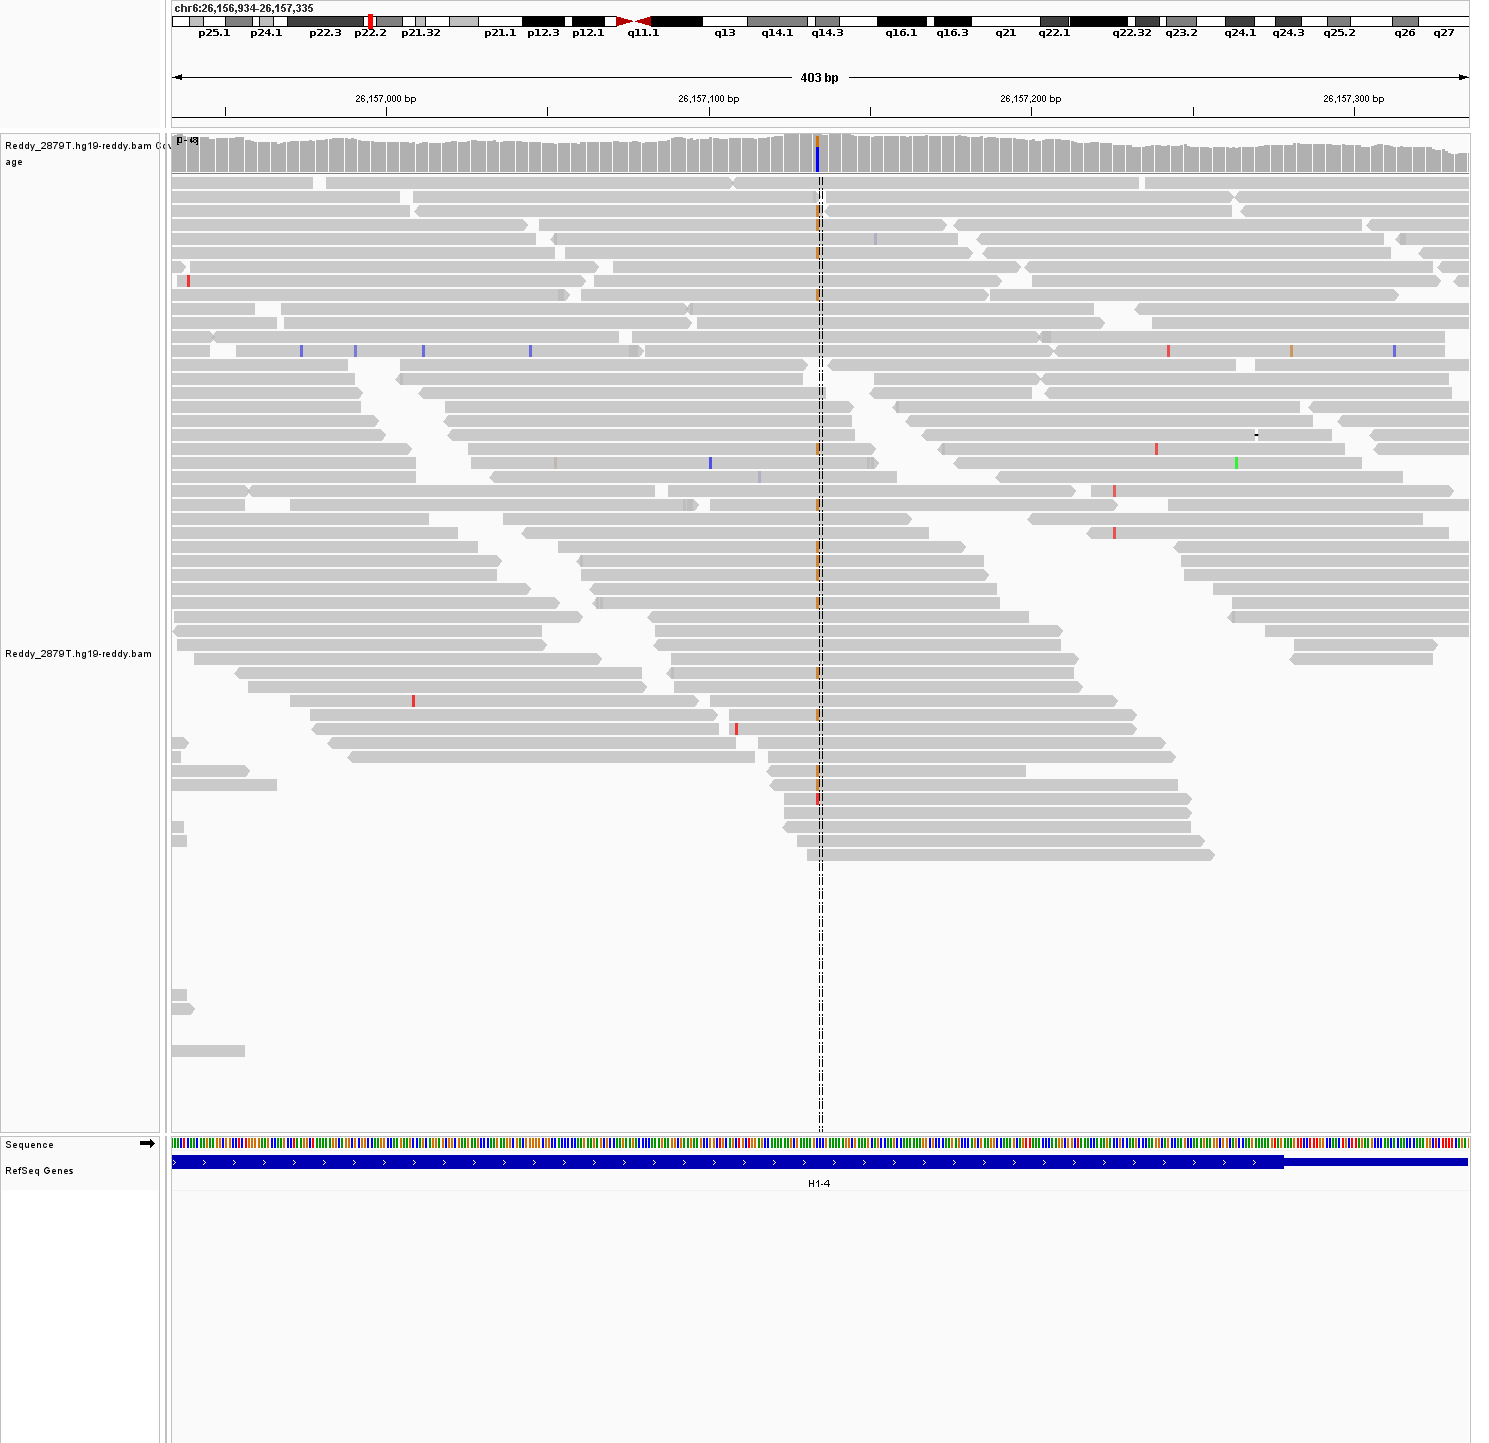 chr6:26,156,934-26,157,335
p25.1 p24.1 p22.3 p22.2 p21.32 p21.1 p12.3 p12.1 q11.1 q13 q14.1 q14.3 q16.1 q16.3 q21 q22.1 q22.32 q23.2 q24.1 q24.3 q25.2 q26 q27
403 bp
26,157,000 bp 26,157,100 bp 26,157,200 bp 26,157,300 bp
Reddy_2879T.hg19-reddy.bam Cov
age
Reddy_2879T.hg19-reddy.bam
Sequence
RefSeq Genes
H1-4